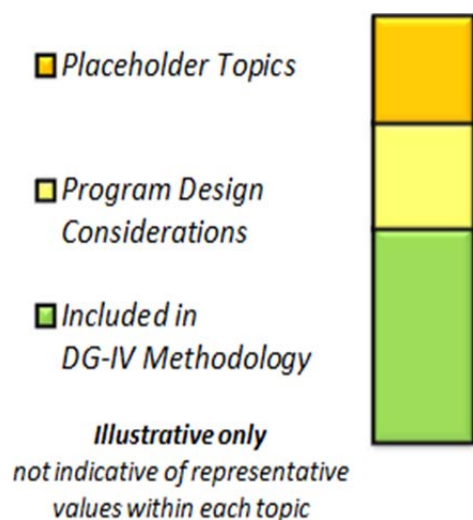 Placeholder Topics
Program Design
Considerations
Included in
DG-IV Methodology
Illustrative only
not indicative of representative
values within each topic